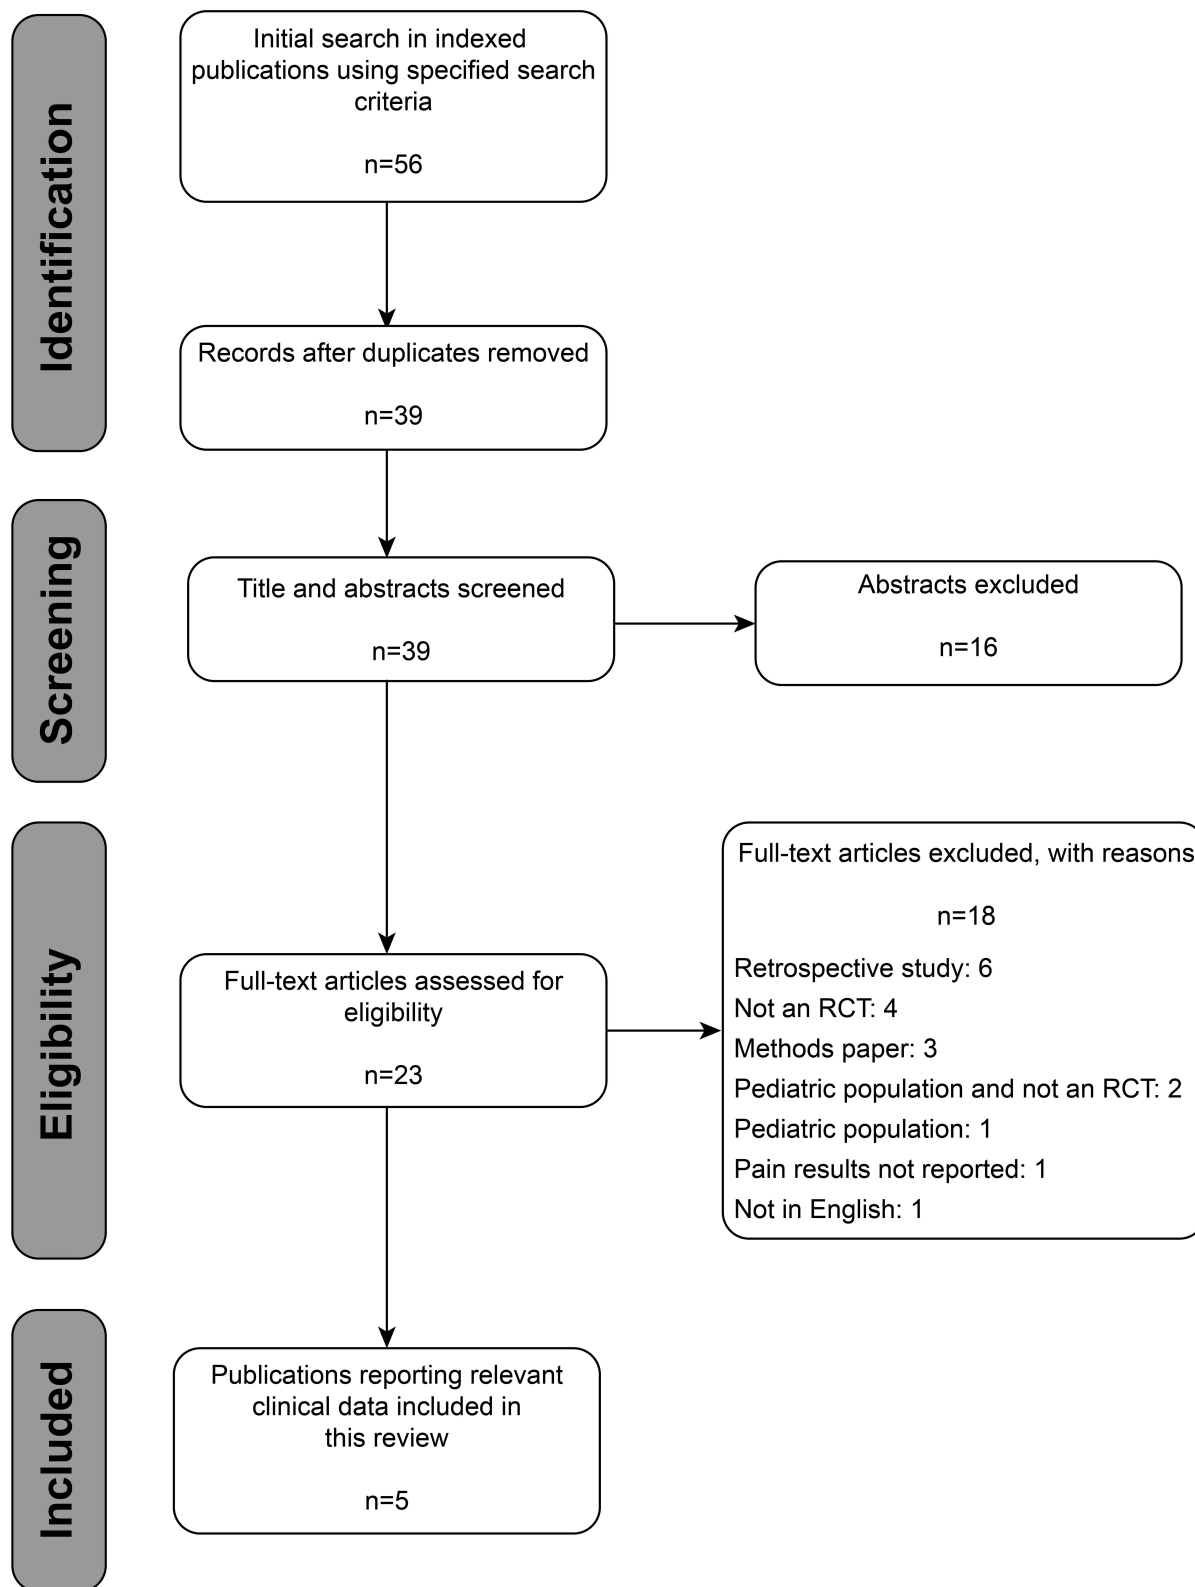 Identification
Initial search in indexed
publications using specified search
criteria
n=56
Records after duplicates removed
n=39
Screening
Title and abstracts screened
n=39
Abstracts excluded
n=16
Eligibility
Full-text articles assessed for
eligibility
n=23
Full-text articles excluded, with reasons
n=18
Retrospective study: 6
Not an RCT: 4
Methods paper: 3
Pediatric population and not an RCT: 2
Pediatric population: 1
Pain results not reported: 1
Not in English: 1
Included
Publications reporting relevant
clinical data included in
this review
n=5